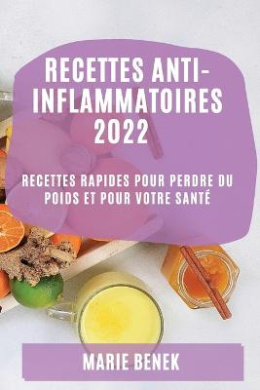 RECETTES ANTI-
INFLAMMATOIRES
2022
RECETTES RAPIDES POUR PERDRE DU
POIDS ET POUR VOTRE SANTÉ
MARIE BENEK